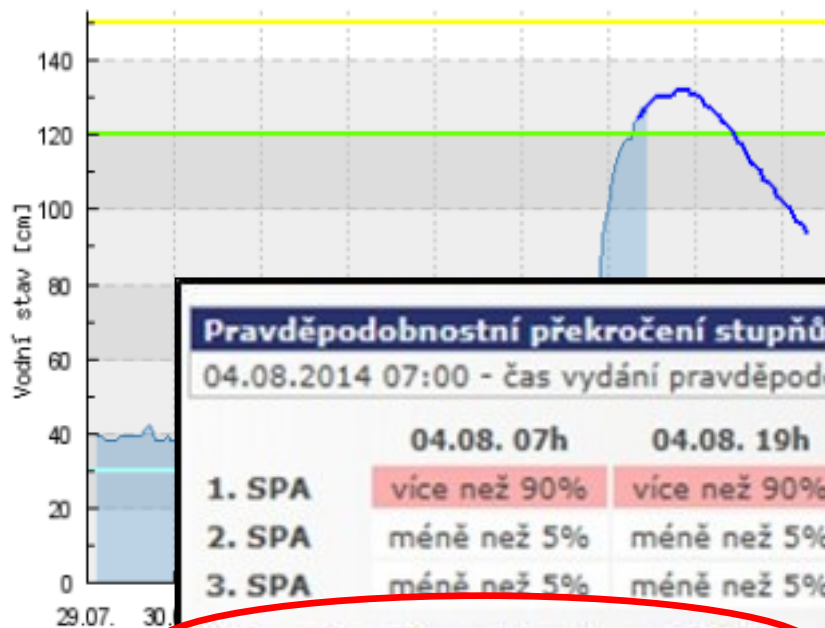 140
120
100
80
60
40
20
0
Vodní stav [cm]
29.07.
30.
Pravděpodobnostní překročení stupňů
04.08.2014 07:00 - čas vydání pravděpod
04.08. 07h 04.08. 19h
1. SPA více než 90% více než 90%
2. SPA méně než 5% méně než 5%
3. SPA méně než 5% méně než 5%